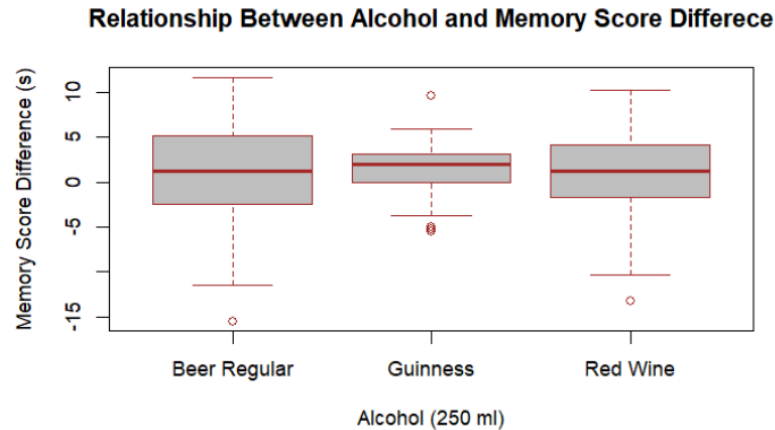 Relationship Between Alcohol and Memory Score Differece
Memory Score Difference (s)
10
5
0
-5
-15
Beer Regular Guinness Red Wine
Alcohol (250 ml)